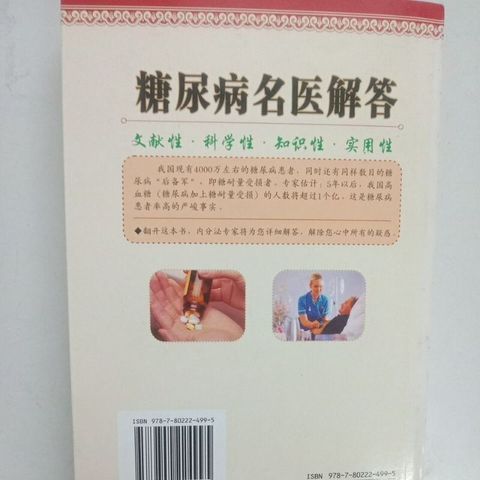 糖尿病名医解答
文献性·科学性·知识性·实用性
我国现有4000万左右的糖尿病患者，同时还有同样数目的糖
尿病“后备军”，即糖耐量受损者。专家估计，5年以后，我国高
血糖（糖尿病加上糖耐量受损）的人数将超过1个亿，这是糖尿病
患者率高的严峻事实。
◆翻开这本书，内分泌专家将为您详细解答，解除您心中所有的疑惑。
ISBN 978-7-80222-499-5
ISBN 978-7-80222-499-5